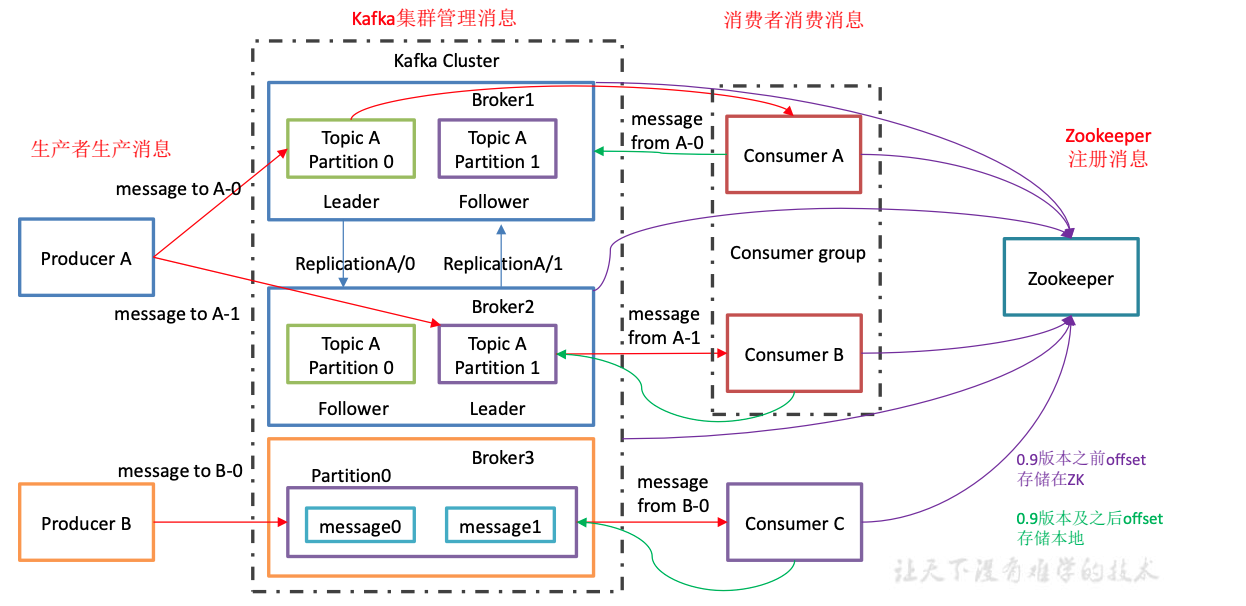 Kafka集群管理消息
消费者消费消息
Kafka Cluster
生产者生产消息
Broker1
Topic A
Partition 0
Topic A
Partition 1
Leader
Follower
message
from A-0
Consumer A
Zookeeper
注册消息
message to A-0
Producer A
message to A-1
ReplicationA/0
ReplicationA/1
Consumer group
Zookeeper
Broker2
Topic A
Partition 0
Topic A
Partition 1
Follower
Leader
message
from A-1
Consumer B
message to B-0
Producer B
Broker3
Partition0
message0
message1
message
from B-0
Consumer C
0.9版本之前offset
存储在ZK
0.9版本及之后offset
存储本地
让天下没有难学的技术